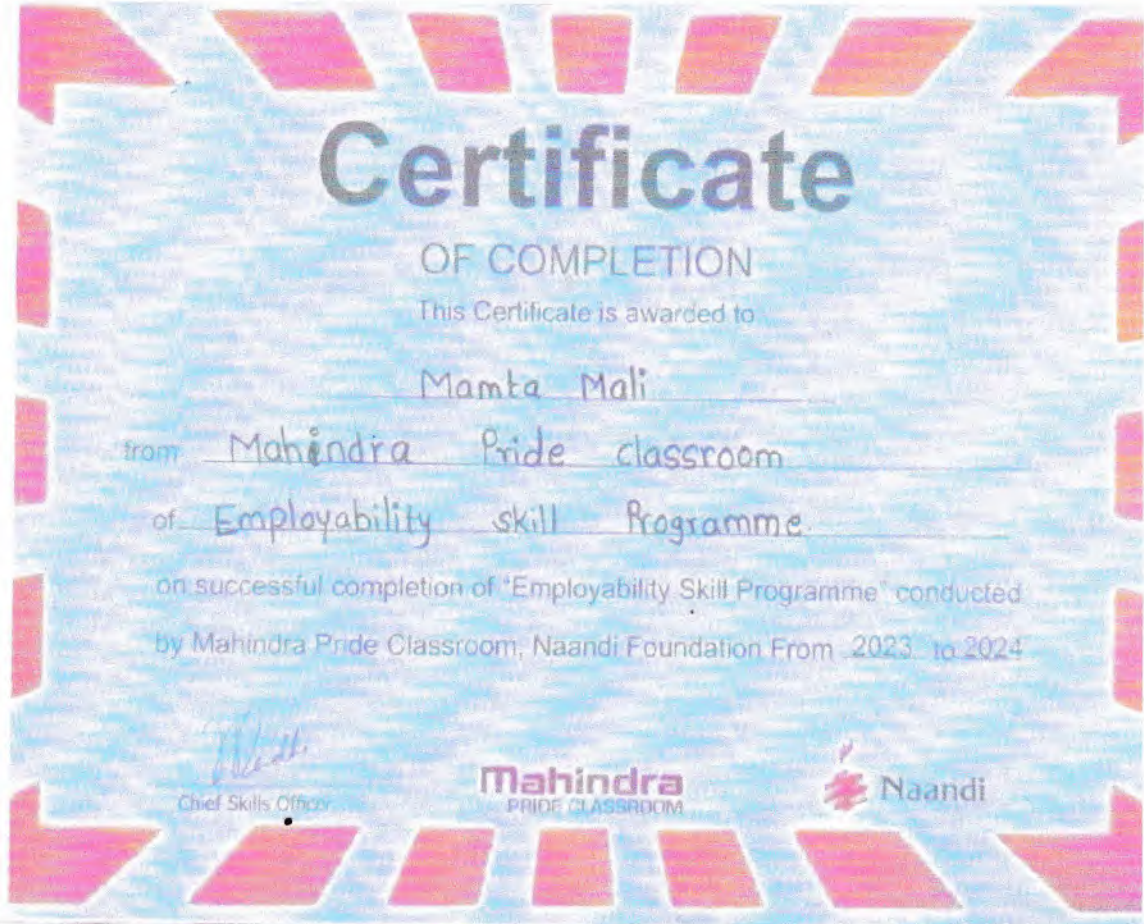 Certificate
OF COMPLETION
This Certificate is awarded to
Mamta Mali
from Mahindra Pride classroom
of Employability skill Programme.
on successful completion of "Employability Skill Programme" conducted
by Mahindra Pride Classroom, Naandi Foundation From 2023 to 2024
Chief Skills Officer
Mahindra
PRIDE CLASSROOM
Naandi